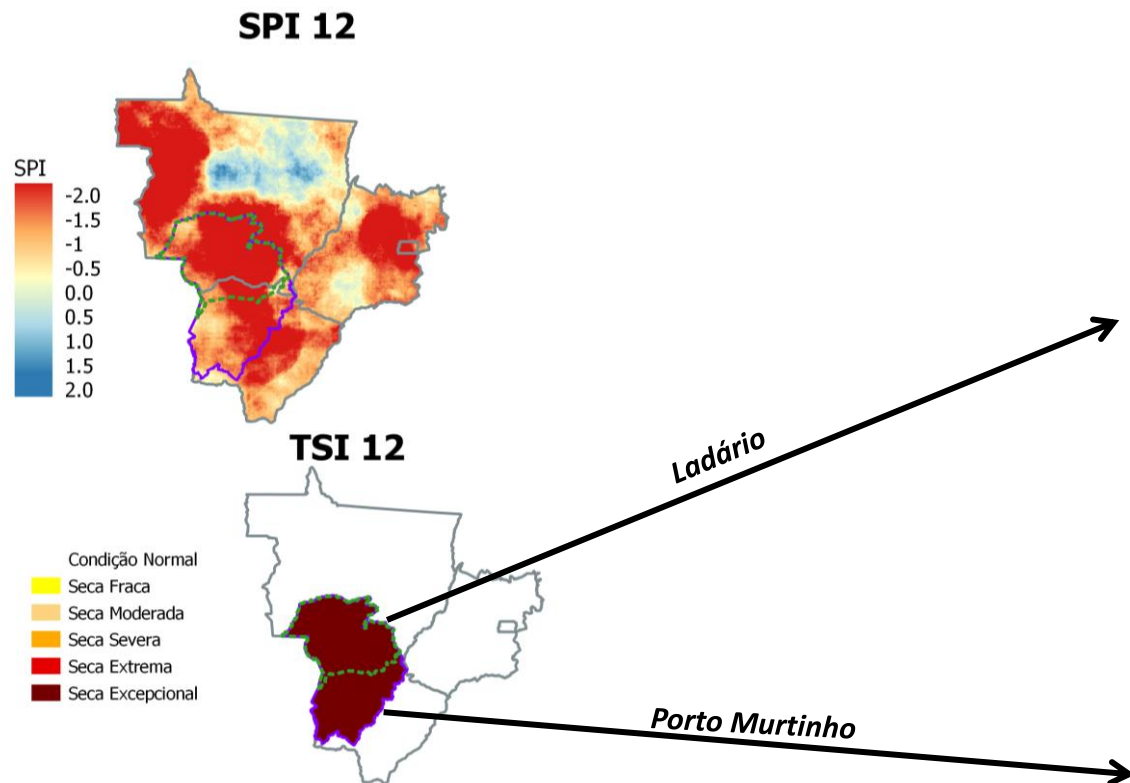 SPI 12
SPI
-2.0
-1.5
-1
-0.5
0.0
0.5
1.0
1.5
2.0
TSI 12
Ladário
Condição Normal
Seca Fraca
Seca Moderada
Seca Severa
Seca Extrema
Seca Excepcional
Porto Murtinho